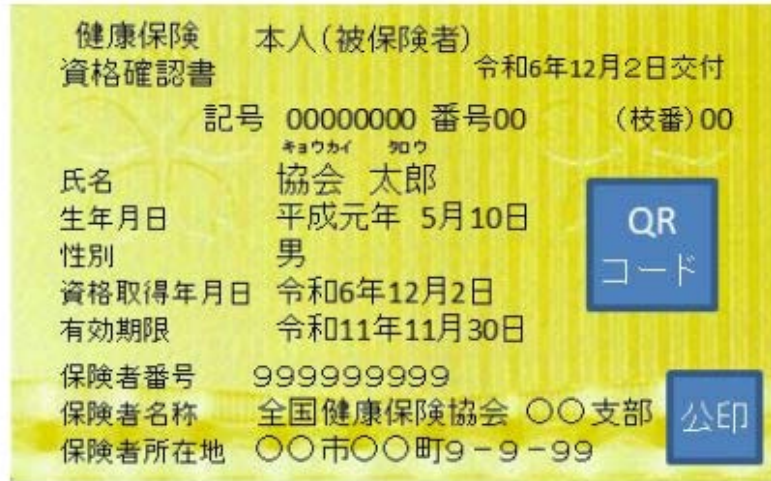 健康保険 本人(被保険者)
資格確認書 令和6年12月2日交付
記号 00000000 番号00 (枝番)00
キョウカイ タロウ
氏名 協会 太郎
生年月日 平成元年 5月10日
性別 男
資格取得年月日 令和6年12月2日
有効期限 令和11年11月30日
QR
コード
保険者番号 999999999
保険者名称 全国健康保険協会 〇〇支部
保険者所在地 〇〇市〇〇町9-9-99
公印